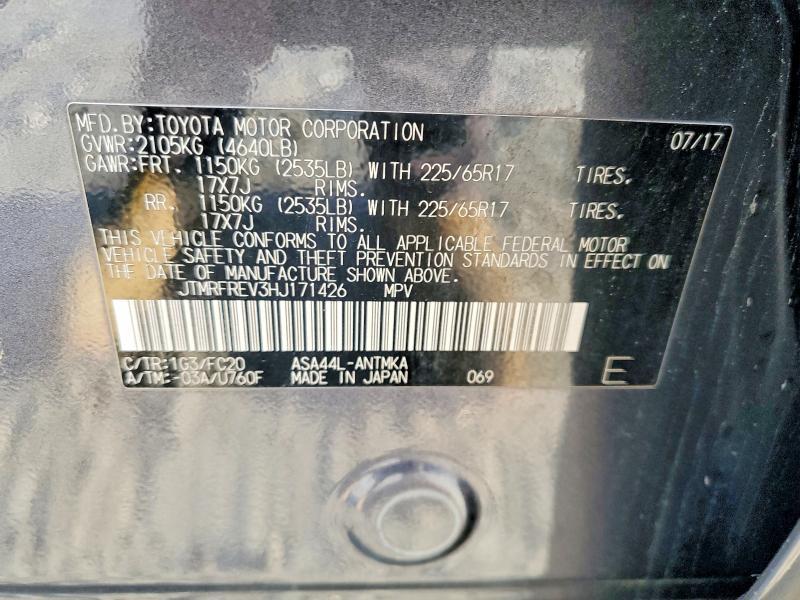 MFD.BY:TOYOTA MOTOR CORPORATION 07/17
GVWR:2105KG (4640LB)
GAWR:FRT. 1150KG (2535LB) WITH 225/65R17 TIRES.
17X7J RIMS.
RR. 1150KG (2535LB) WITH 225/65R17 TIRES.
17X7J RIMS.
THIS VEHICLE CONFORMS TO ALL APPLICABLE FEDERAL MOTOR
VEHICLE SAFETY AND THEFT PREVENTION STANDARDS IN EFFECT ON
THE DATE OF MANUFACTURE SHOWN ABOVE.
JTMRFREV3HJ171426 MPV
C/TR:1G3/FC20 ASA44L-ANTMKA
A/TM:-03A/U760F MADE IN JAPAN 069 E